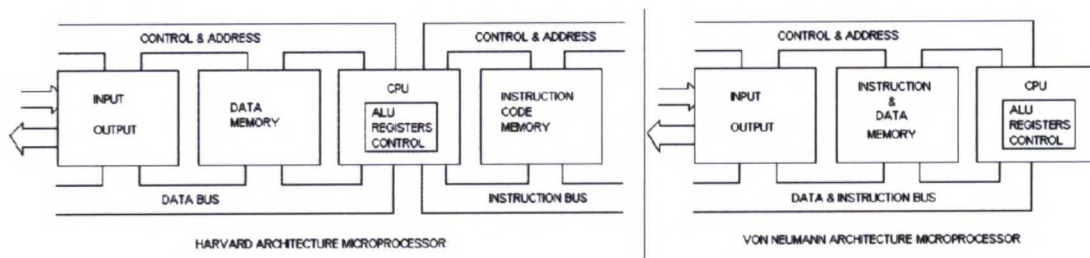 CONTROL & ADDRESS
INPUT
OUTPUT
DATA
MEMORY
CPU
ALU
REGISTERS
CONTROL
CONTROL & ADDRESS
INSTRUCTION
CODE
MEMORY
DATA BUS
INSTRUCTION BUS
HARVARD ARCHITECTURE MICROPROCESSOR
CONTROL & ADDRESS
INPUT
OUTPUT
INSTRUCTION
&
DATA
MEMORY
CPU
ALU
REGISTERS
CONTROL
DATA & INSTRUCTION BUS
VON NEUMANN ARCHITECTURE MICROPROCESSOR